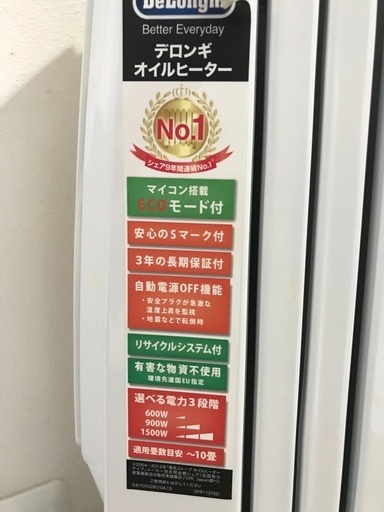 DeLonghi
Better Everyday
デロンギ
オイルヒーター
No.1
シェア9年間連続No.1※
マイコン搭載
ECOモード付
安心のSマーク付
3年の長期保証付
自動電源OFF機能
・安全プラグが急激な
温度上昇を監視
・地震などで転倒時
リサイクルシステム付
有害な物資不使用
環境先進国EU指定
選べる電力3段階
600W
900W
1500W
適用畳数目安 〜10畳